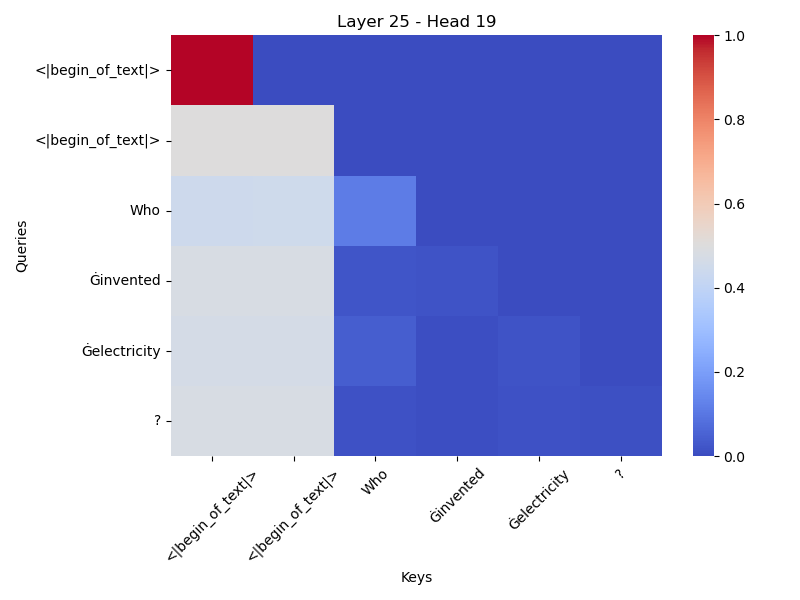 Layer 25 - Head 19
<|begin_of_text|>
<|begin_of_text|>
Who
Ġinvented
Ġelectricity
?
Queries
<|begin_of_text|>
<|begin_of_text|>
Who
Ġinvented
Ġelectricity
?
Keys
1.0
0.8
0.6
0.4
0.2
0.0